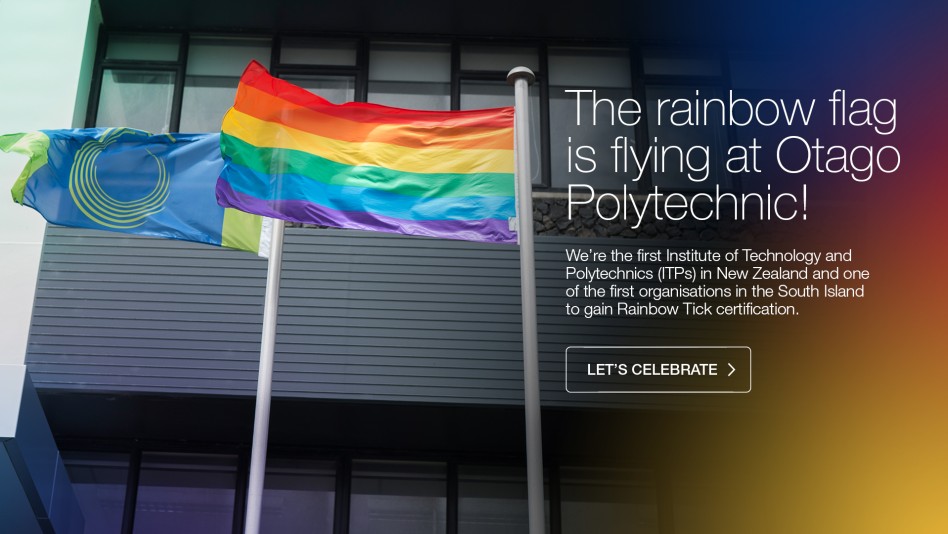 The rainbow flag
is flying at Otago
Polytechnic!
We're the first Institute of Technology and
Polytechnics (ITPs) in New Zealand and one
of the first organisations in the South Island
to gain Rainbow Tick certification.
LET'S CELEBRATE >